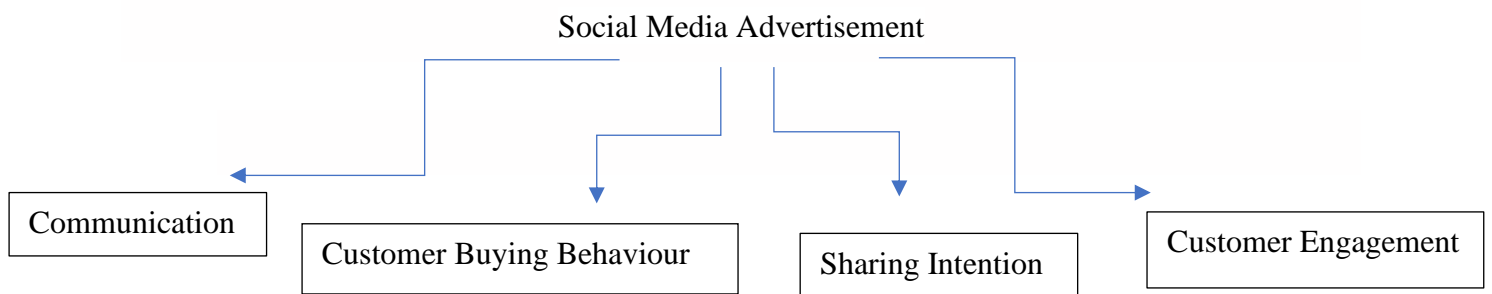 Social Media Advertisement
Communication
Customer Buying Behaviour
Sharing Intention
Customer Engagement